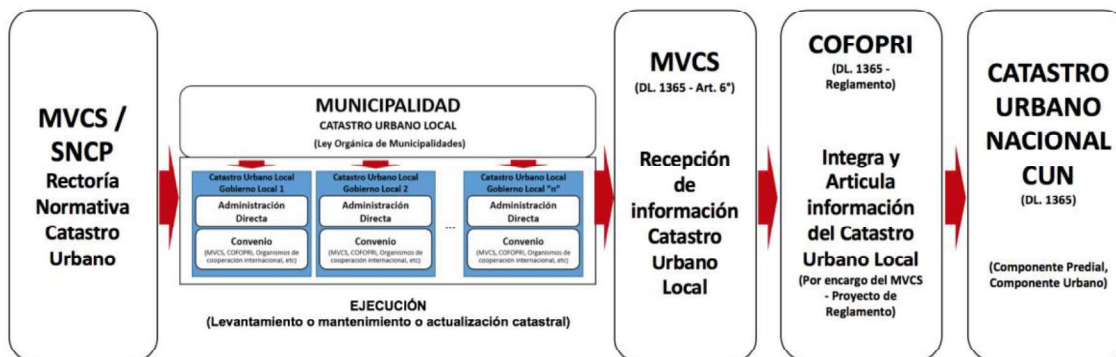 MVCS /
SNCP
Rectoría
Normativa
Catastro
Urbano
MUNICIPALIDAD
CATASTRO URBANO LOCAL
(Ley Orgánica de Municipalidades)
Catastro Urbano Local
Gobierno Local 1
Administración
Directa
Convenio
(MVCS, COFOPRI, Organismos de
cooperación internacional, etc)
Catastro Urbano Local
Gobierno Local 2
Administración
Directa
Convenio
(MVCS, COFOPRI, Organismos de
cooperación internacional, etc)
...
Catastro Urbano Local
Gobierno Local "n"
Administración
Directa
Convenio
(MVCS, COFOPRI, Organismos de
cooperación internacional, etc)
EJECUCIÓN
(Levantamiento o mantenimiento o actualización catastral)
MVCS
(DL. 1365 - Art. 6°)
Recepción
de
información
Catastro
Urbano
Local
COFOPRI
(DL. 1365 -
Reglamento)
Integra y
Articula
información
del Catastro
Urbano Local
(Por encargo del MVCS
- Proyecto de
Reglamento)
CATASTRO
URBANO
NACIONAL
CUN
(DL. 1365)
(Componente Predial,
Componente Urbano)